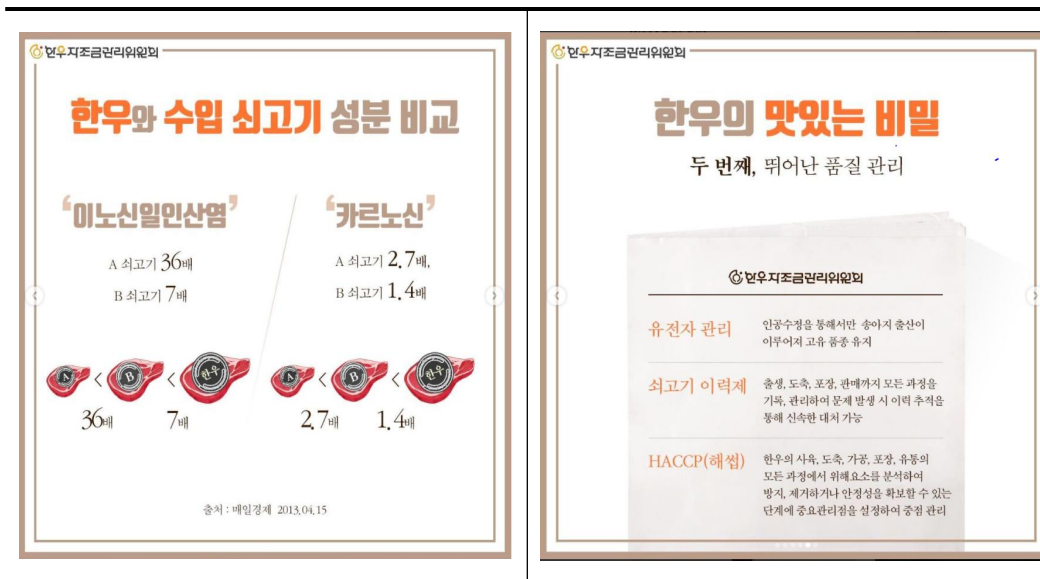 한우자조금관리위원회
한우와 수입 쇠고기 성분 비교
‘이노신일인산염’
A 쇠고기 36배
B 쇠고기 7배
‘카르노신’
A 쇠고기 2.7배,
B 쇠고기 1.4배
A < B < 한우
36배 7배
A < B < 한우
2.7배 1.4배
출처 : 매일경제 2013.04.15
한우자조금관리위원회
한우의 맛있는 비밀
두 번째, 뛰어난 품질 관리
한우자조금관리위원회
유전자 관리
인공수정을 통해서만 송아지 출산이
이루어져 고유 품종 유지
쇠고기 이력제
출생, 도축, 포장, 판매까지 모든 과정을
기록, 관리하여 문제 발생 시 이력 추적을
통해 신속한 대처 가능
HACCP(해썹)
한우의 사육, 도축, 가공, 포장, 유통의
모든 과정에서 위해요소를 분석하여
방지, 제거하거나 안정성을 확보할 수 있는
단계에 중요관리점을 설정하여 중점 관리